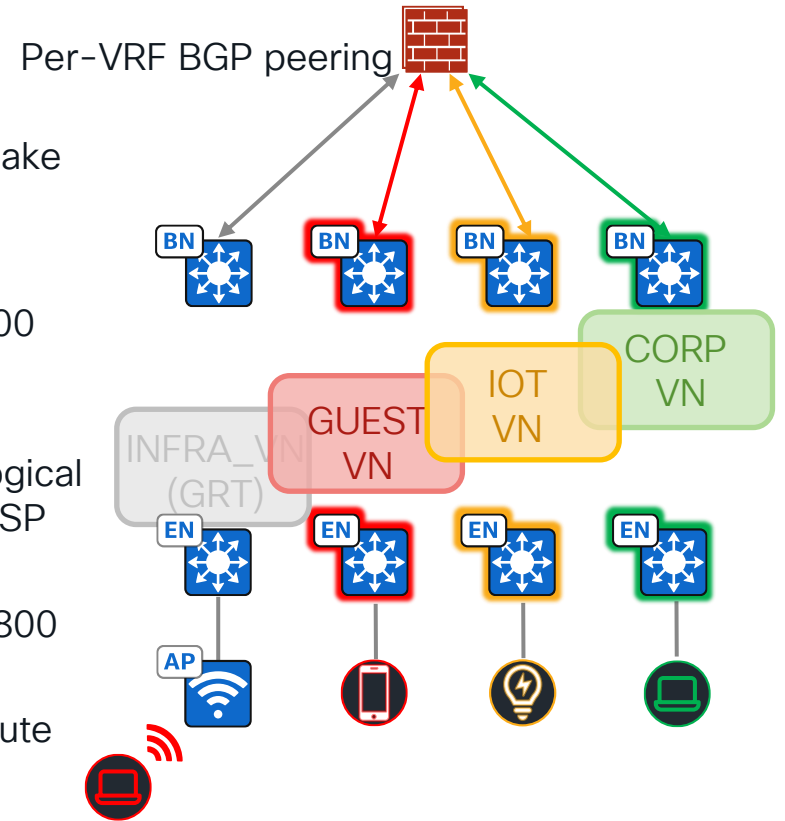 Per-VRF BGP peering
ake
BN
BN
BN
BN
00
CORP
VN
IOT
VN
GUEST
VN
INFRA_VN
(GRT)
ogical
SP
EN
EN
EN
EN
800
AP
ute